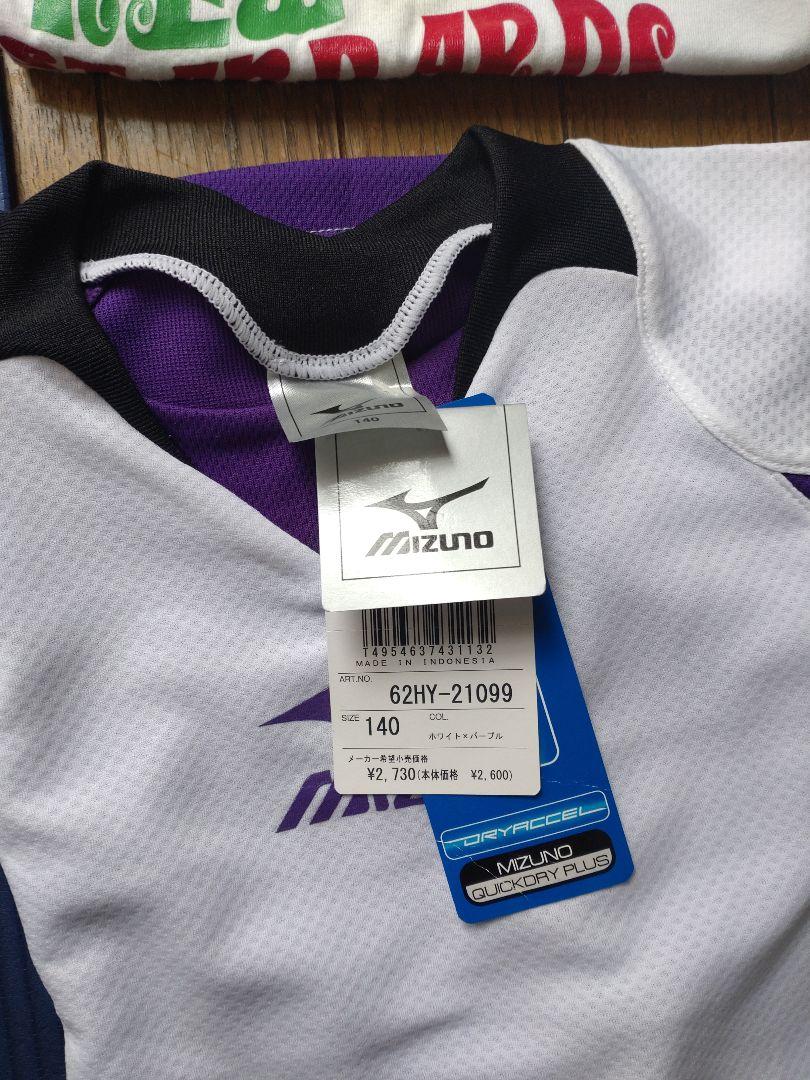 MIZUNO
140
MIZUNO
T4954637431132
MADE IN INDONESIA
ART.NO.
62HY-21099
SIZE 140 COL. ホワイト×パープル
メーカー希望小売価格
¥2,730(本体価格 ¥2,600)
DRYACCEL
MIZUNO
QUICKDRY PLUS